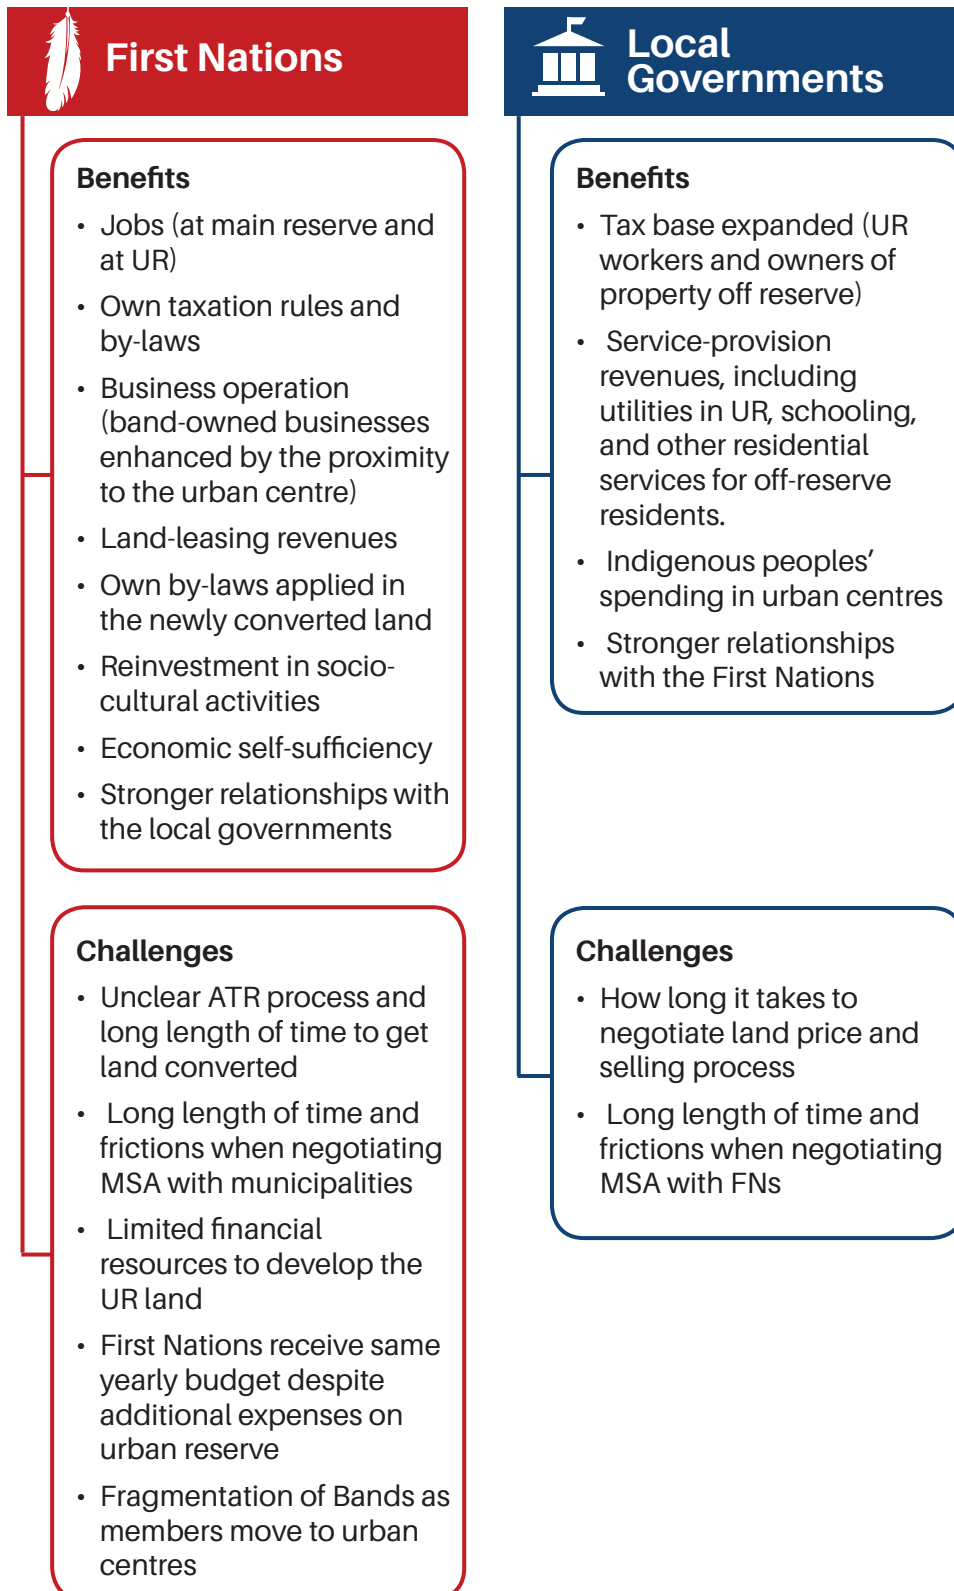 First Nations
Benefits
• Jobs (at main reserve and
at UR)
• Own taxation rules and
by-laws
• Business operation
(band-owned businesses
enhanced by the proximity
to the urban centre)
• Land-leasing revenues
• Own by-laws applied in
the newly converted land
• Reinvestment in socio-
cultural activities
• Economic self-sufficiency
• Stronger relationships with
the local governments
Challenges
• Unclear ATR process and
long length of time to get
land converted
• Long length of time and
frictions when negotiating
MSA with municipalities
• Limited financial
resources to develop the
UR land
• First Nations receive same
yearly budget despite
additional expenses on
urban reserve
• Fragmentation of Bands as
members move to urban
centres
Local
Governments
Benefits
• Tax base expanded (UR
workers and owners of
property off reserve)
• Service-provision
revenues, including
utilities in UR, schooling,
and other residential
services for off-reserve
residents.
• Indigenous peoples’
spending in urban centres
• Stronger relationships
with the First Nations
Challenges
• How long it takes to
negotiate land price and
selling process
• Long length of time and
frictions when negotiating
MSA with FNs